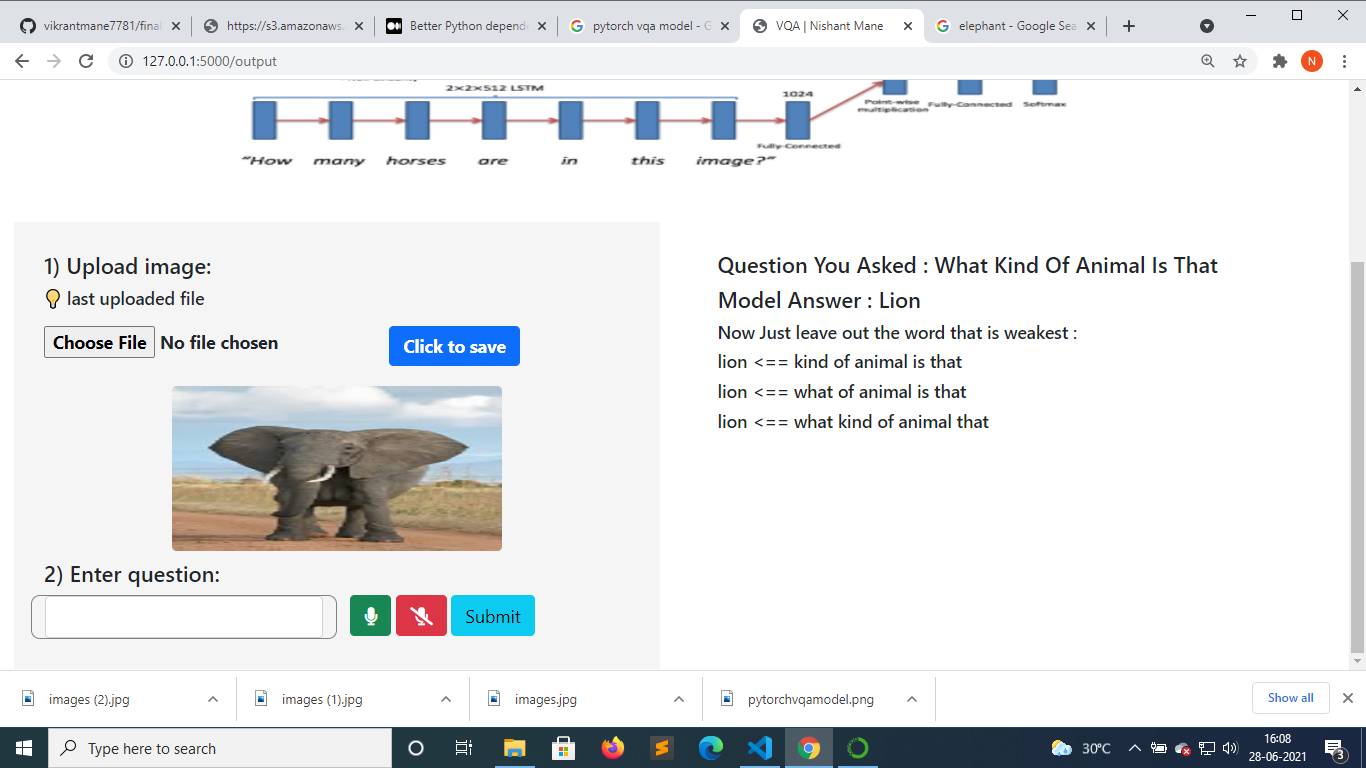 vikrantmane7781/final
https://s3.amazonaws.
Better Python depende
pytorch vqa model - G
VQA | Nishant Mane
elephant - Google Sea
127.0.0.1:5000/output
N
2×2×512 LSTM
1024
Point-wise
multiplication
Fully-Connected
Softmax
Fully-Connected
"How many horses are in this image?"
1) Upload image:
last uploaded file
Choose File No file chosen
Click to save
2) Enter question:
Submit
Question You Asked : What Kind Of Animal Is That
Model Answer : Lion
Now Just leave out the word that is weakest :
lion <== kind of animal is that
lion <== what of animal is that
lion <== what kind of animal that
images (2).jpg
images (1).jpg
images.jpg
pytorchvqamodel.png
Show all
Type here to search
30°C
16:08
28-06-2021
3